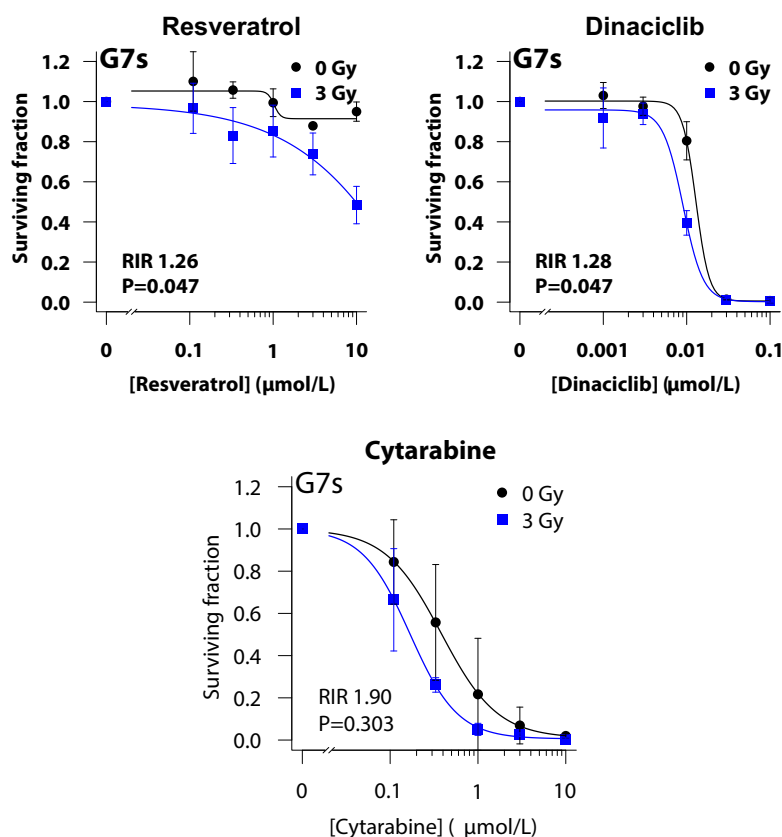 Resveratrol
G7s
0 Gy
3 Gy
Surviving fraction
1.2
1.0
0.8
0.6
0.4
0.2
0.0
RIR 1.26
P=0.047
0 0.1 1 10
[Resveratrol] (µmol/L)
Dinaciclib
G7s
0 Gy
3 Gy
Surviving fraction
1.2
1.0
0.8
0.6
0.4
0.2
0.0
RIR 1.28
P=0.047
0 0.001 0.01 0.1
[Dinaciclib] (µmol/L)
Cytarabine
G7s
0 Gy
3 Gy
Surviving fraction
1.2
1.0
0.8
0.6
0.4
0.2
0.0
RIR 1.90
P=0.303
0 0.1 1 10
[Cytarabine] ( µmol/L)